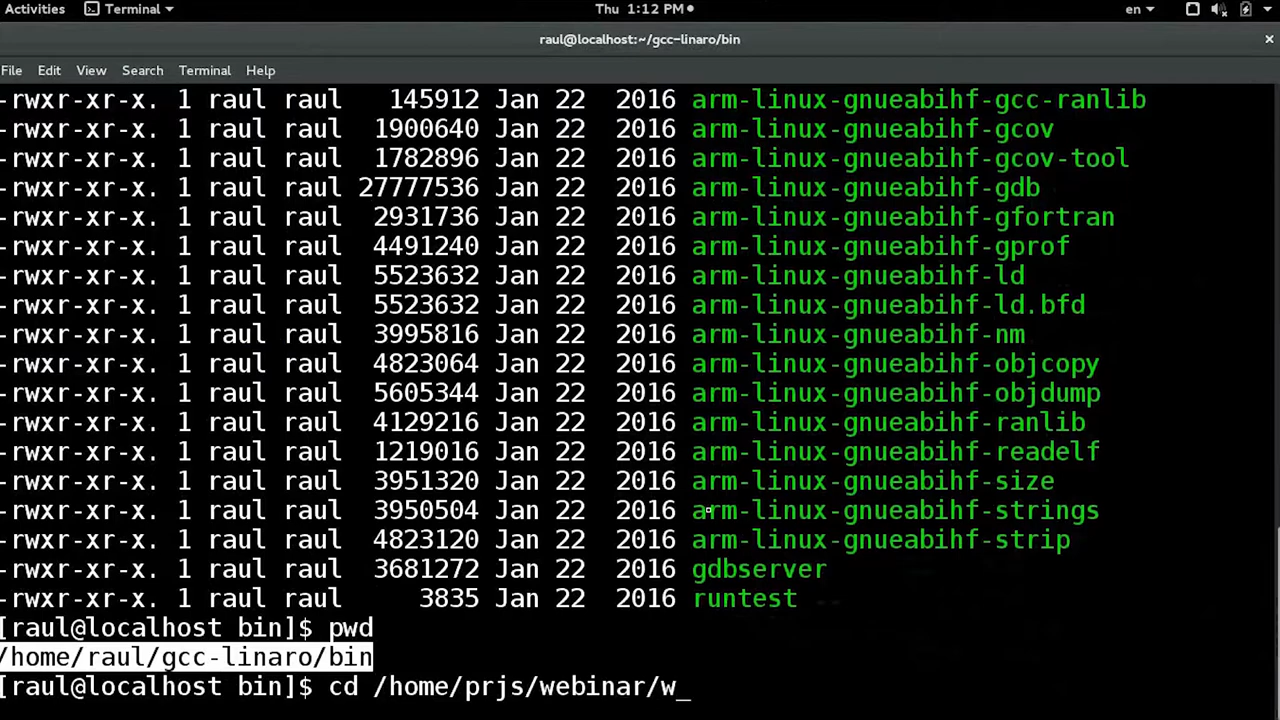 Activities Terminal Thu 1:12 PM en
raul@localhost:~/gcc-linaro/bin ×
File Edit View Search Terminal Help
-rwxr-xr-x. 1 raul raul 145912 Jan 22 2016 arm-linux-gnueabihf-gcc-ranlib
-rwxr-xr-x. 1 raul raul 1900640 Jan 22 2016 arm-linux-gnueabihf-gcov
-rwxr-xr-x. 1 raul raul 1782896 Jan 22 2016 arm-linux-gnueabihf-gcov-tool
-rwxr-xr-x. 1 raul raul 27777536 Jan 22 2016 arm-linux-gnueabihf-gdb
-rwxr-xr-x. 1 raul raul 2931736 Jan 22 2016 arm-linux-gnueabihf-gfortran
-rwxr-xr-x. 1 raul raul 4491240 Jan 22 2016 arm-linux-gnueabihf-gprof
-rwxr-xr-x. 1 raul raul 5523632 Jan 22 2016 arm-linux-gnueabihf-ld
-rwxr-xr-x. 1 raul raul 5523632 Jan 22 2016 arm-linux-gnueabihf-ld.bfd
-rwxr-xr-x. 1 raul raul 3995816 Jan 22 2016 arm-linux-gnueabihf-nm
-rwxr-xr-x. 1 raul raul 4823064 Jan 22 2016 arm-linux-gnueabihf-objcopy
-rwxr-xr-x. 1 raul raul 5605344 Jan 22 2016 arm-linux-gnueabihf-objdump
-rwxr-xr-x. 1 raul raul 4129216 Jan 22 2016 arm-linux-gnueabihf-ranlib
-rwxr-xr-x. 1 raul raul 1219016 Jan 22 2016 arm-linux-gnueabihf-readelf
-rwxr-xr-x. 1 raul raul 3951320 Jan 22 2016 arm-linux-gnueabihf-size
-rwxr-xr-x. 1 raul raul 3950504 Jan 22 2016 arm-linux-gnueabihf-strings
-rwxr-xr-x. 1 raul raul 4823120 Jan 22 2016 arm-linux-gnueabihf-strip
-rwxr-xr-x. 1 raul raul 3681272 Jan 22 2016 gdbserver
-rwxr-xr-x. 1 raul raul 3835 Jan 22 2016 runtest
[raul@localhost bin]$ pwd
/home/raul/gcc-linaro/bin
[raul@localhost bin]$ cd /home/prjs/webinar/w_